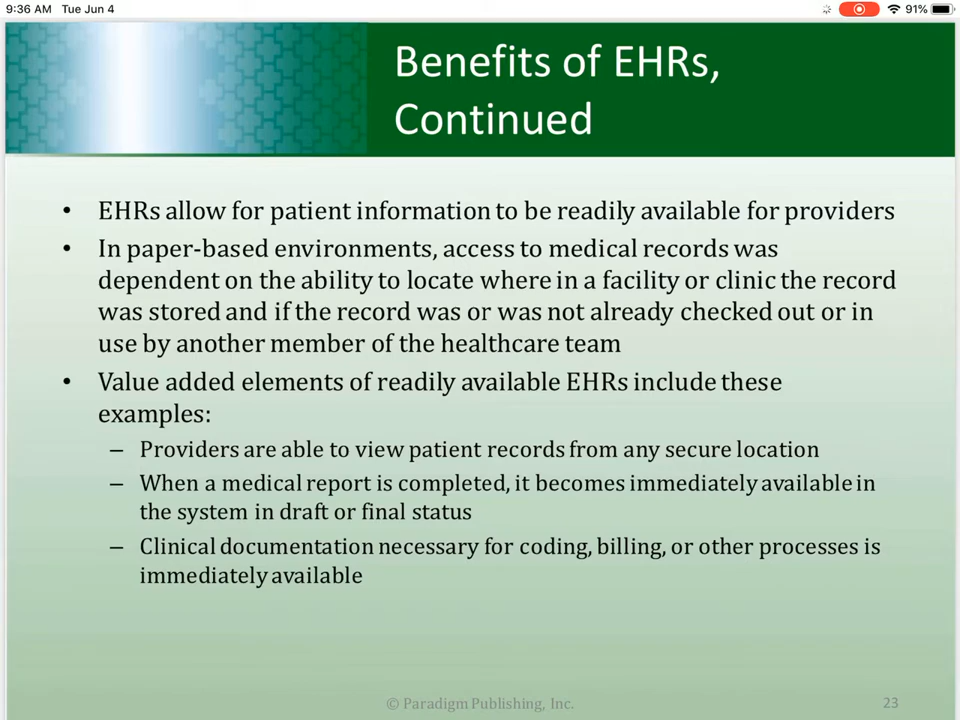 9:36 AM Tue Jun 4 91%
Benefits of EHRs,
Continued
• EHRs allow for patient information to be readily available for providers
• In paper-based environments, access to medical records was
dependent on the ability to locate where in a facility or clinic the record
was stored and if the record was or was not already checked out or in
use by another member of the healthcare team
• Value added elements of readily available EHRs include these
examples:
– Providers are able to view patient records from any secure location
– When a medical report is completed, it becomes immediately available in
the system in draft or final status
– Clinical documentation necessary for coding, billing, or other processes is
immediately available
© Paradigm Publishing, Inc. 23